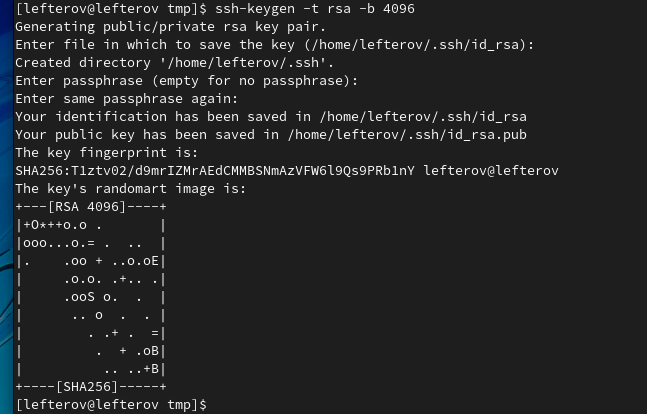 [lefterov@lefterov tmp]$ ssh-keygen -t rsa -b 4096
Generating public/private rsa key pair.
Enter file in which to save the key (/home/lefterov/.ssh/id_rsa):
Created directory '/home/lefterov/.ssh'.
Enter passphrase (empty for no passphrase):
Enter same passphrase again:
Your identification has been saved in /home/lefterov/.ssh/id_rsa
Your public key has been saved in /home/lefterov/.ssh/id_rsa.pub
The key fingerprint is:
SHA256:T1ztv02/d9mrIZMrAEdCMMBSNmAzVFW6l9Qs9PRb1nY lefterov@lefterov
The key's randomart image is:
+---[RSA 4096]----+
|+O*++o.o .       |
|ooo...o.= .  ..  |
|.    .oo + ..o.oE|
|     .o.o. .+.. .|
|     .ooS o.  .  |
|      .. o  .  . |
|        . .+ .  =|
|         .  + .oB|
|          .. ..+B|
+----[SHA256]-----+
[lefterov@lefterov tmp]$